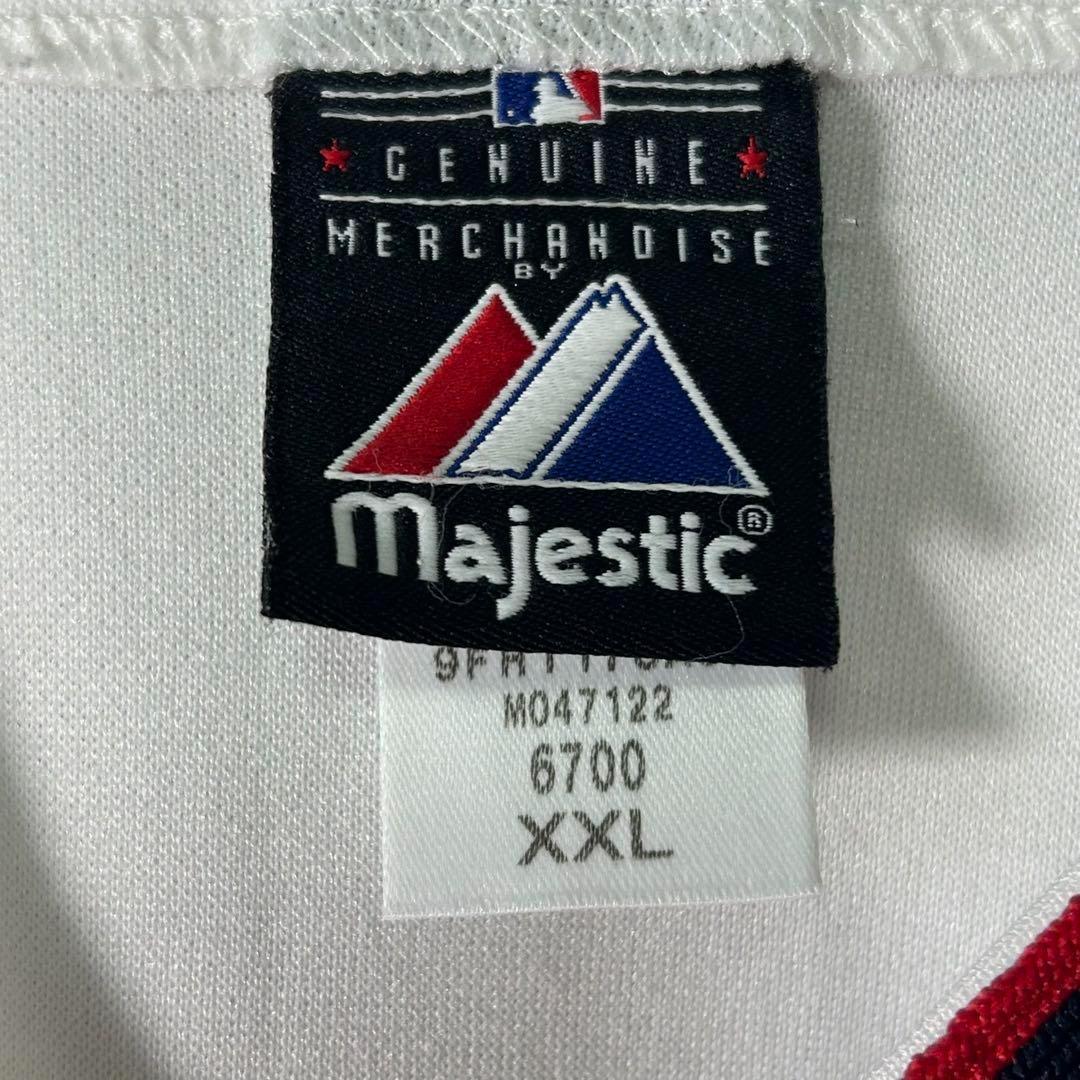 GENUINE
MERCHANDISE
BY
majestic®
M047122
6700
XXL